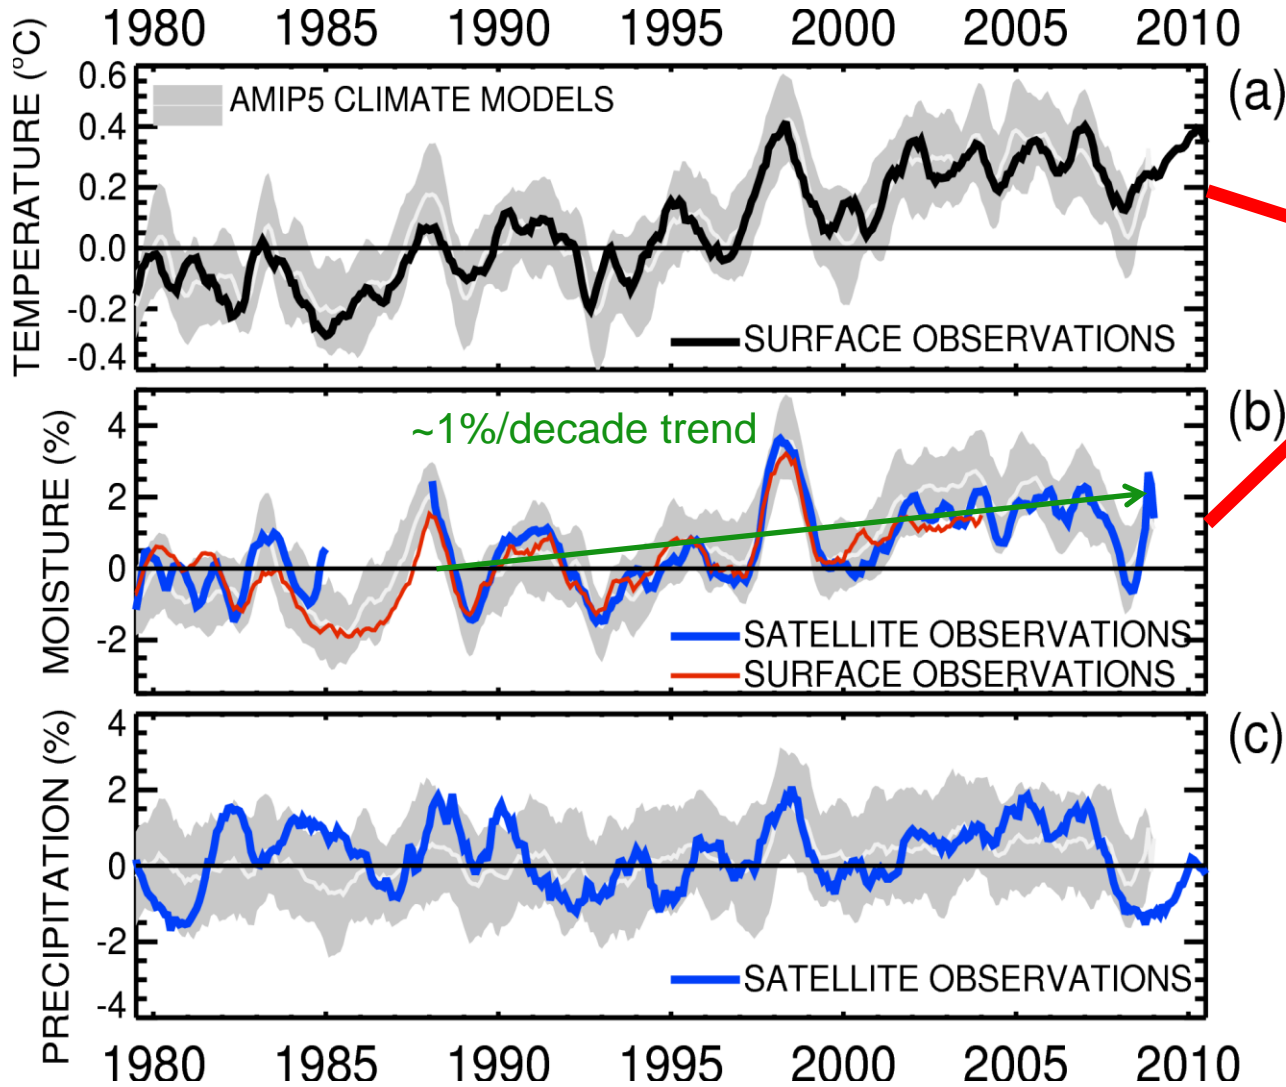 1980 1985 1990 1995 2000 2005 2010
TEMPERATURE (°C)
0.6
0.4
0.2
0.0
-0.2
-0.4
AMIP5 CLIMATE MODELS
SURFACE OBSERVATIONS
(a)
MOISTURE (%)
4
2
0
-2
~1%/decade trend
SATELLITE OBSERVATIONS
SURFACE OBSERVATIONS
(b)
PRECIPITATION (%)
4
2
0
-2
-4
SATELLITE OBSERVATIONS
(c)
1980 1985 1990 1995 2000 2005 2010